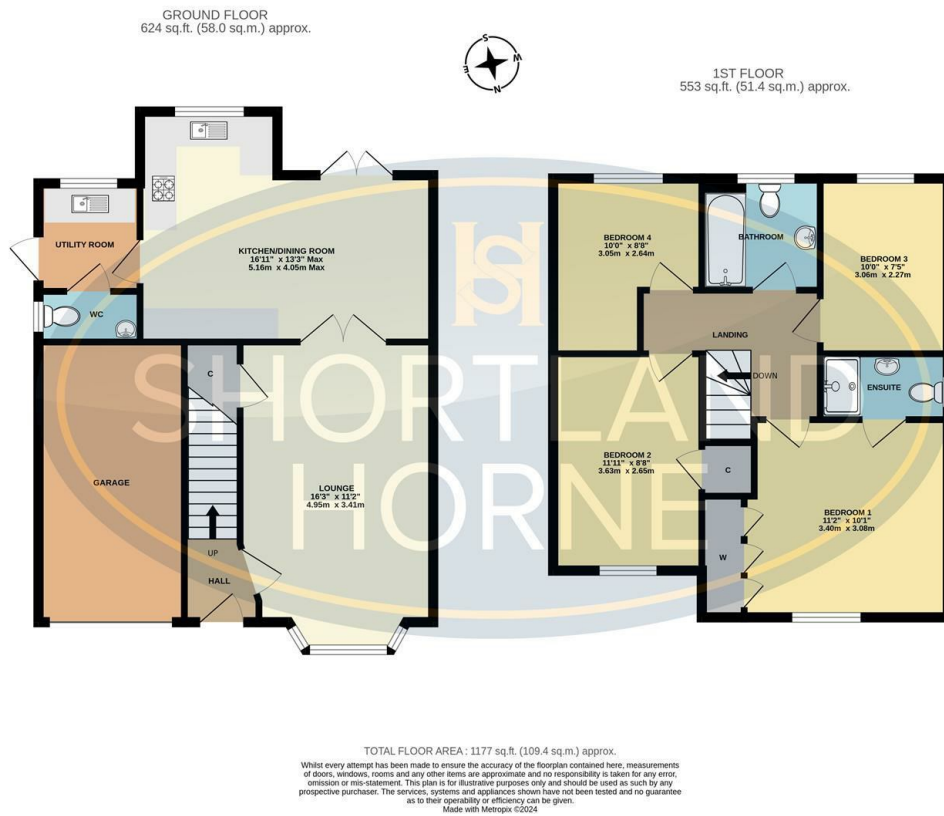 GROUND FLOOR
624 sq.ft. (58.0 sq.m.) approx.
S
W
E
N
1ST FLOOR
553 sq.ft. (51.4 sq.m.) approx.
UTILITY ROOM
KITCHEN/DINING ROOM
16'11" x 13'3" Max
5.16m x 4.05m Max
WC
C
GARAGE
LOUNGE
16'3" x 11'2"
4.95m x 3.41m
UP
HALL
BEDROOM 4
10'0" x 8'8"
3.05m x 2.64m
BATHROOM
BEDROOM 3
10'0" x 7'5"
3.06m x 2.27m
LANDING
DOWN
ENSUITE
BEDROOM 2
11'11" x 8'8"
3.63m x 2.65m
C
W
BEDROOM 1
11'2" x 10'1"
3.40m x 3.08m
SH
SHORTLAND
HORNE
TOTAL FLOOR AREA : 1177 sq.ft. (109.4 sq.m.) approx.
Whilst every attempt has been made to ensure the accuracy of the floorplan contained here, measurements
of doors, windows, rooms and any other items are approximate and no responsibility is taken for any error,
omission or mis-statement. This plan is for illustrative purposes only and should be used as such by any
prospective purchaser. The services, systems and appliances shown have not been tested and no guarantee
as to their operability or efficiency can be given.
Made with Metropix ©2024